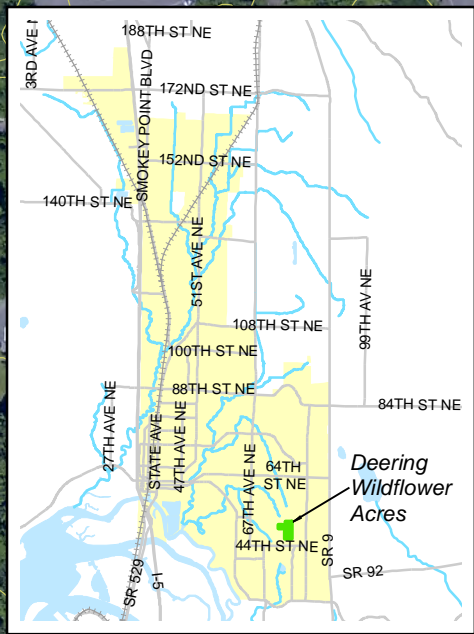 188TH ST NE
3RD AVE N
SMOKEY POINT BLVD
172ND ST NE
152ND ST NE
140TH ST NE
51ST AVE NE
99TH AV NE
108TH ST NE
100TH ST NE
88TH ST NE
84TH ST NE
27TH AVE NE
STATE AVE
47TH AVE NE
67TH AVE NE
64TH
ST NE
Deering
Wildflower
Acres
44TH ST NE
SR 9
SR 92
SR 529
I-5